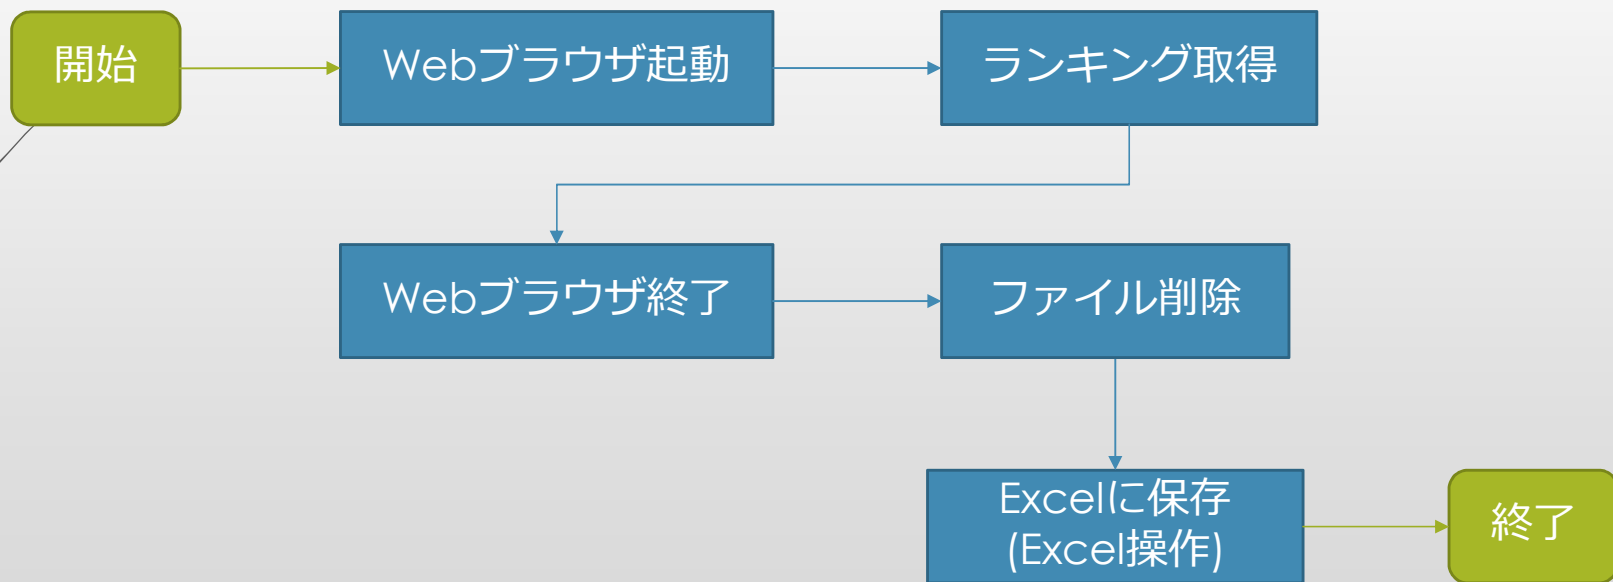 開始
Webブラウザ起動
ランキング取得
Webブラウザ終了
ファイル削除
Excelに保存
(Excel操作)
終了